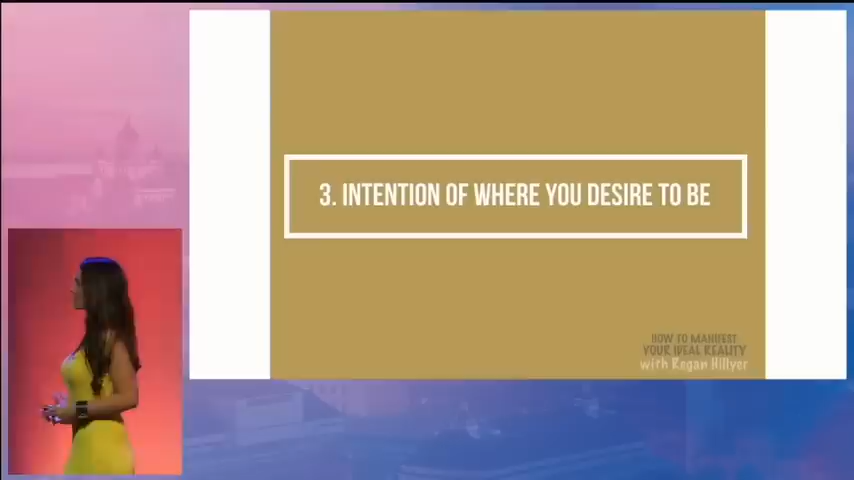 3. INTENTION OF WHERE YOU DESIRE TO BE
HOW TO MANIFEST
YOUR IDEAL REALITY
with Regan Hillyer